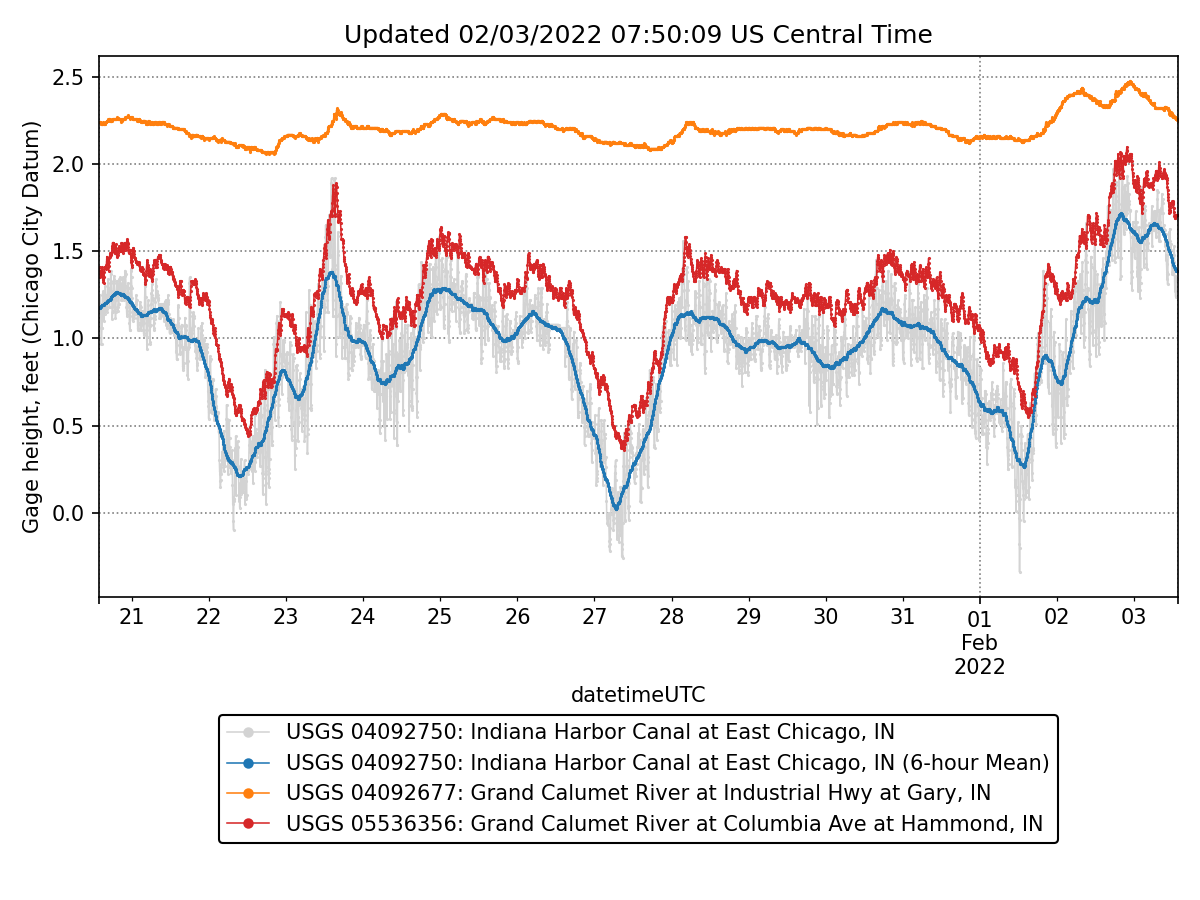 Updated 02/03/2022 07:50:09 US Central Time
Gage height, feet (Chicago City Datum)
2.5
2.0
1.5
1.0
0.5
0.0
21 22 23 24 25 26 27 28 29 30 31 01 02 03
Feb
2022
datetimeUTC
USGS 04092750: Indiana Harbor Canal at East Chicago, IN
USGS 04092750: Indiana Harbor Canal at East Chicago, IN (6-hour Mean)
USGS 04092677: Grand Calumet River at Industrial Hwy at Gary, IN
USGS 05536356: Grand Calumet River at Columbia Ave at Hammond, IN